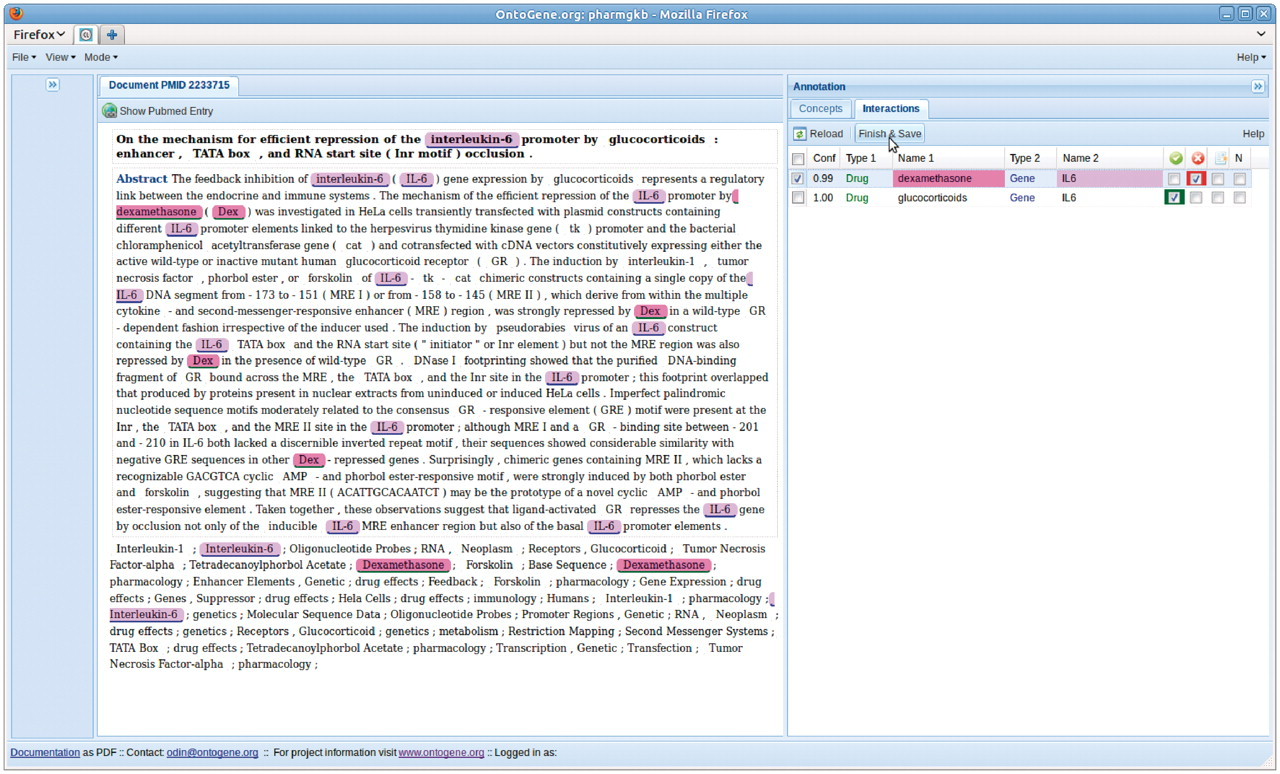 OntoGene.org: pharmgkb - Mozilla Firefox
Firefox
File View Mode Help
Document PMID 2233715
Show Pubmed Entry
On the mechanism for efficient repression of the interleukin-6 promoter by glucocorticoids :
enhancer , TATA box , and RNA start site ( Inr motif ) occlusion .
Abstract The feedback inhibition of interleukin-6 ( IL-6 ) gene expression by glucocorticoids represents a regulatory
link between the endocrine and immune systems . The mechanism of the efficient repression of the IL-6 promoter by
dexamethasone ( Dex ) was investigated in HeLa cells transiently transfected with plasmid constructs containing
different IL-6 promoter elements linked to the herpesvirus thymidine kinase gene ( tk ) promoter and the bacterial
chloramphenicol acetyltransferase gene ( cat ) and cotransfected with cDNA vectors constitutively expressing either the
active wild-type or inactive mutant human glucocorticoid receptor ( GR ) . The induction by interleukin-1 , tumor
necrosis factor , phorbol ester , or forskolin of IL-6 - tk - cat chimeric constructs containing a single copy of the
IL-6 DNA segment from - 173 to - 151 ( MRE I ) or from - 158 to - 145 ( MRE II ) , which derive from within the multiple
cytokine - and second-messenger-responsive enhancer ( MRE ) region , was strongly repressed by Dex in a wild-type GR
- dependent fashion irrespective of the inducer used . The induction by pseudorabies virus of an IL-6 construct
containing the IL-6 TATA box and the RNA start site ( " initiator " or Inr element ) but not the MRE region was also
repressed by Dex in the presence of wild-type GR . DNase I footprinting showed that the purified DNA-binding
fragment of GR bound across the MRE , the TATA box , and the Inr site in the IL-6 promoter ; this footprint overlapped
that produced by proteins present in nuclear extracts from uninduced or induced HeLa cells . Imperfect palindromic
nucleotide sequence motifs moderately related to the consensus GR - responsive element ( GRE ) motif were present at the
Inr , the TATA box , and the MRE II site in the IL-6 promoter ; although MRE I and a GR - binding site between - 201
and - 210 in IL-6 both lacked a discernible inverted repeat motif , their sequences showed considerable similarity with
negative GRE sequences in other Dex - repressed genes . Surprisingly , chimeric genes containing MRE II , which lacks a
recognizable GACGTCA cyclic AMP - and phorbol ester-responsive motif , were strongly induced by both phorbol ester
and forskolin , suggesting that MRE II ( ACATTGCACAATCT ) may be the prototype of a novel cyclic AMP - and phorbol
ester-responsive element . Taken together , these observations suggest that ligand-activated GR represses the IL-6 gene
by occlusion not only of the inducible IL-6 MRE enhancer region but also of the basal IL-6 promoter elements .
Interleukin-1 ; Interleukin-6 ; Oligonucleotide Probes ; RNA , Neoplasm ; Receptors , Glucocorticoid ; Tumor Necrosis
Factor-alpha ; Tetradecanoylphorbol Acetate ; Dexamethasone ; Forskolin ; Base Sequence ; Dexamethasone ;
pharmacology ; Enhancer Elements , Genetic ; drug effects ; Feedback ; Forskolin ; pharmacology ; Gene Expression ; drug
effects ; Genes , Suppressor ; drug effects ; Hela Cells ; drug effects ; immunology ; Humans ; Interleukin-1 ; pharmacology ;
Interleukin-6 ; genetics ; Molecular Sequence Data ; Oligonucleotide Probes ; Promoter Regions , Genetic ; RNA , Neoplasm ;
drug effects ; genetics ; Receptors , Glucocorticoid ; genetics ; metabolism ; Restriction Mapping ; Second Messenger Systems ;
TATA Box ; drug effects ; Tetradecanoylphorbol Acetate ; pharmacology ; Transcription , Genetic ; Transfection ; Tumor
Necrosis Factor-alpha ; pharmacology ;
Annotation
Concepts Interactions
Reload Finish & Save Help
Conf Type 1 Name 1 Type 2 Name 2 N
0.99 Drug dexamethasone Gene IL6
1.00 Drug glucocorticoids Gene IL6
Documentation as PDF :: Contact: odin@ontogene.org :: For project information visit www.ontogene.org :: Logged in as: